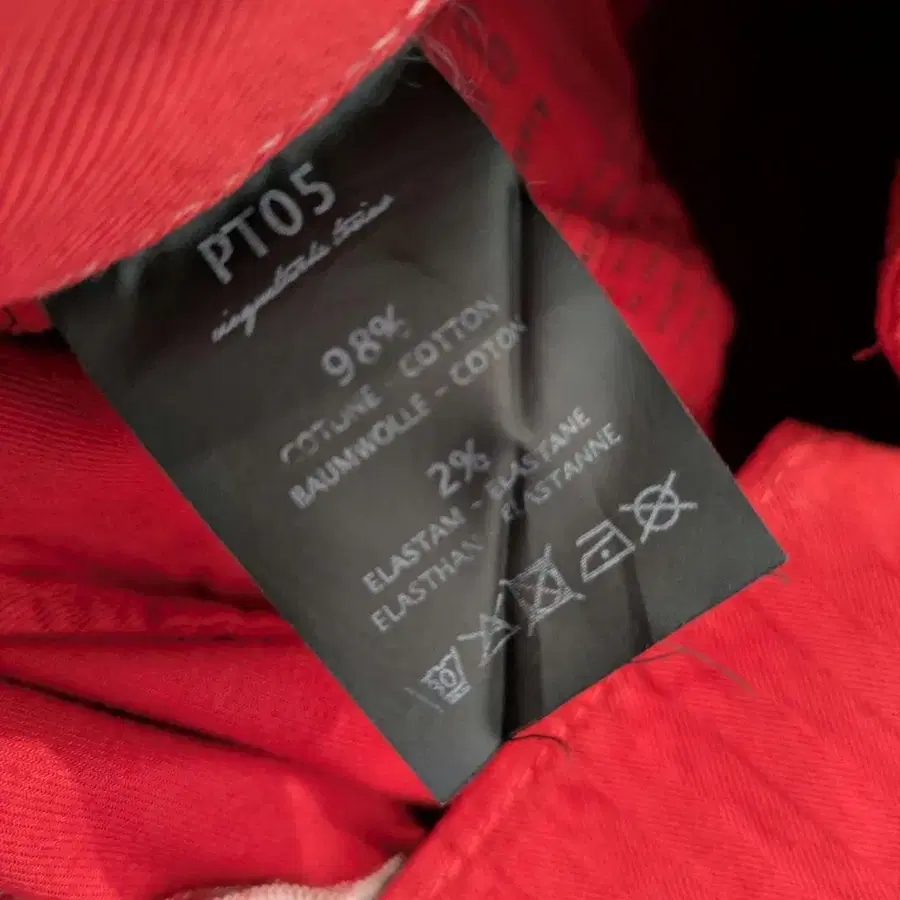 PT05
98%
COTONE - COTTON
BAUMWOLLE - COTON
2%
ELASTAN - ELASTANE
ELASTHAN - ELASTANNE